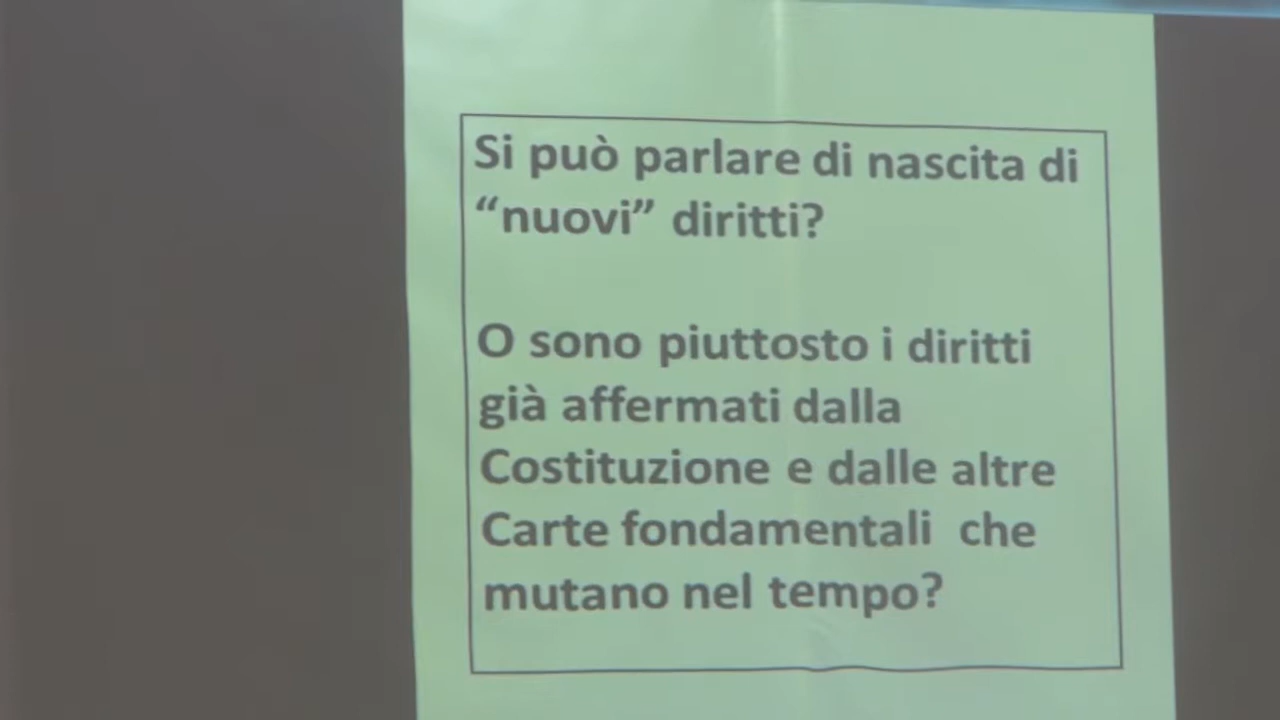 Si può parlare di nascita di
“nuovi” diritti?
O sono piuttosto i diritti
già affermati dalla
Costituzione e dalle altre
Carte fondamentali che
mutano nel tempo?